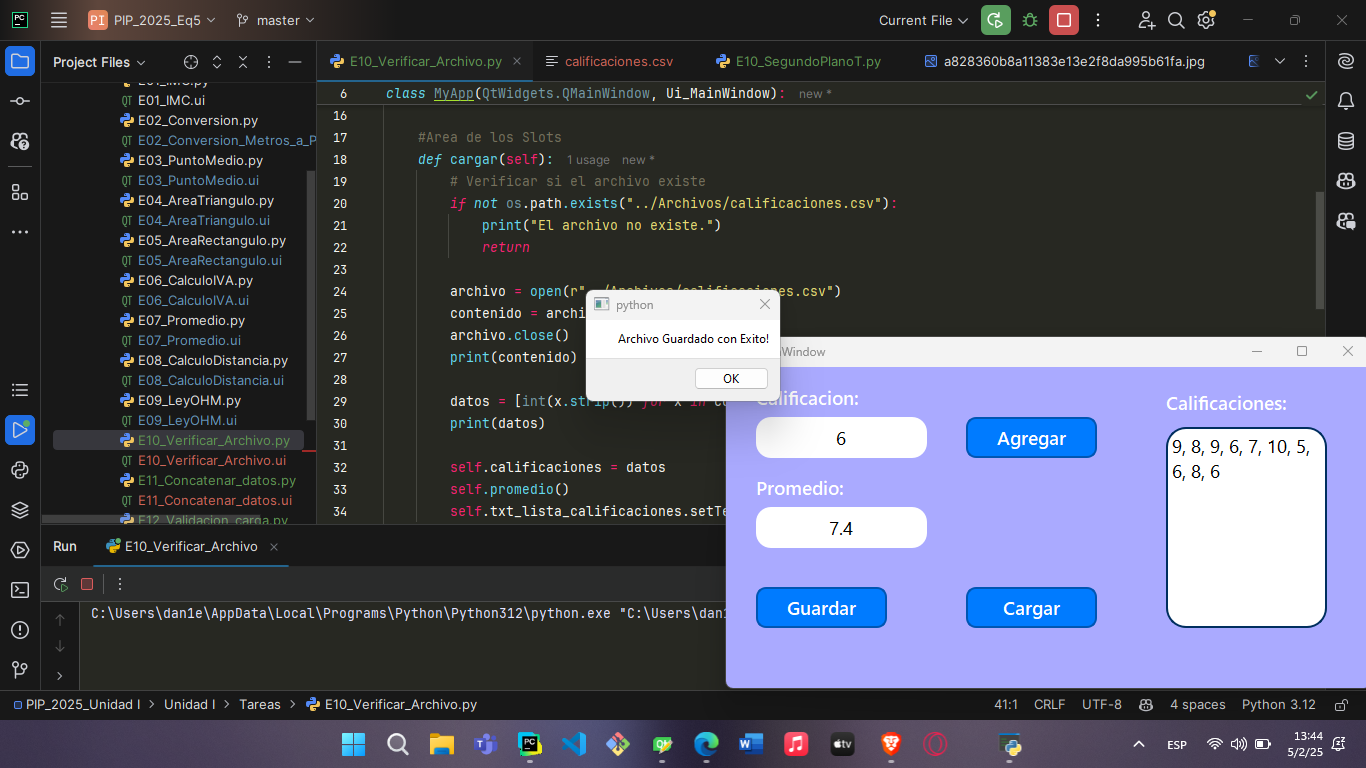 PI PIP_2025_Eq5 master Current File
Project Files
E10_Verificar_Archivo.py calificaciones.csv E10_SegundoPlanoT.py a828360b8a11383e13e2f8da995b61fa.jpg
E01_IMC.ui
E02_Conversion.py
E02_Conversion_Metros_a_P
E03_PuntoMedio.py
E03_PuntoMedio.ui
E04_AreaTriangulo.py
E04_AreaTriangulo.ui
E05_AreaRectangulo.py
E05_AreaRectangulo.ui
E06_CalculoIVA.py
E06_CalculoIVA.ui
E07_Promedio.py
E07_Promedio.ui
E08_CalculoDistancia.py
E08_CalculoDistancia.ui
E09_LeyOHM.py
E09_LeyOHM.ui
E10_Verificar_Archivo.py
E10_Verificar_Archivo.ui
E11_Concatenar_datos.py
E11_Concatenar_datos.ui
E12_Validacion_carga.py
6 class MyApp(QtWidgets.QMainWindow, Ui_MainWindow): new *
16
17 #Area de los Slots
18 def cargar(self): 1 usage new *
19 # Verificar si el archivo existe
20 if not os.path.exists("../Archivos/calificaciones.csv"):
21 print("El archivo no existe.")
22 return
23
24 archivo = open(r"../Archivos/calificaciones.csv")
25 contenido = archi
26 archivo.close()
27 print(contenido)
28
29 datos = [int(x.strip()) for x in co
30 print(datos)
31
32 self.calificaciones = datos
33 self.promedio()
34 self.txt_lista_calificaciones.setTe
python
Archivo Guardado con Exito!
OK
Window
Calificacion:
6
Agregar
Promedio:
7.4
Guardar
Cargar
Calificaciones:
9, 8, 9, 6, 7, 10, 5,
6, 8, 6
Run E10_Verificar_Archivo
C:\Users\dan1e\AppData\Local\Programs\Python\Python312\python.exe "C:\Users\dan1
PIP_2025_Unidad I > Unidad I > Tareas > E10_Verificar_Archivo.py
41:1 CRLF UTF-8 4 spaces Python 3.12
ESP
13:44
5/2/25